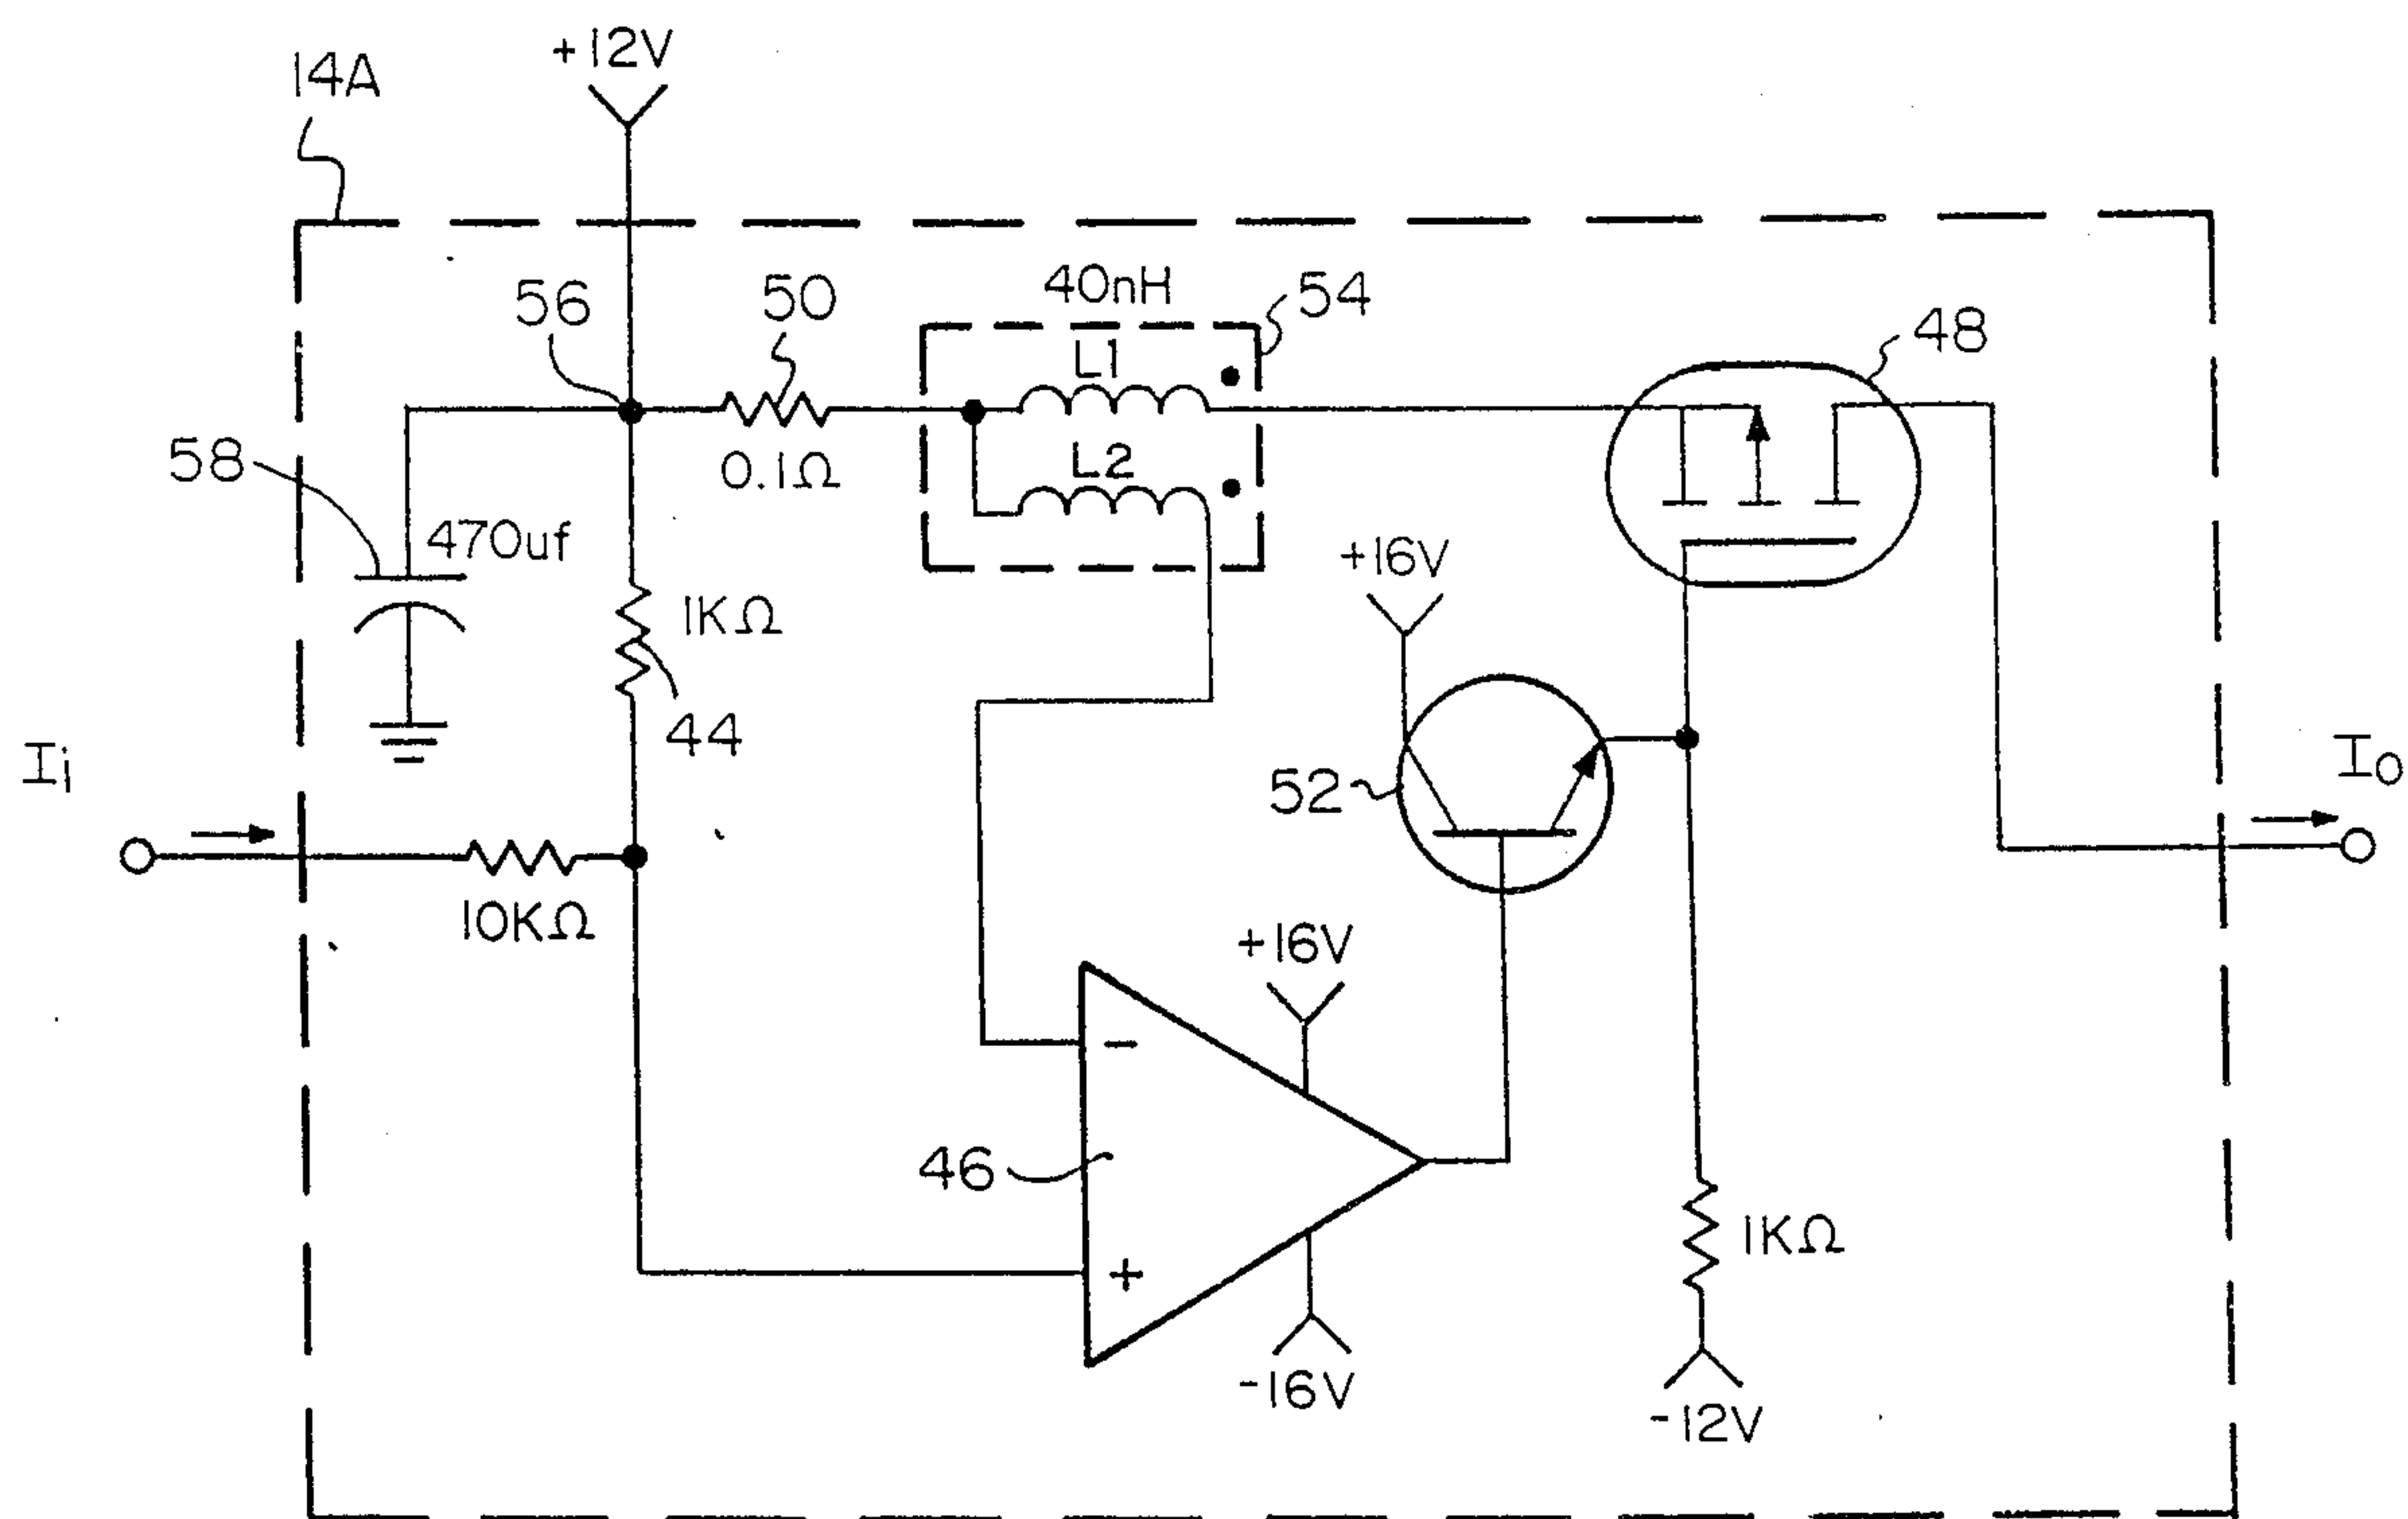 +12V
14A
40nH
54
56
50
L1
48
58
L2
0.1Ω
470uf
+16V
1KΩ
44
Ii
52
Io
10KΩ
+16V
-
46
1KΩ
+
-16V
-12V